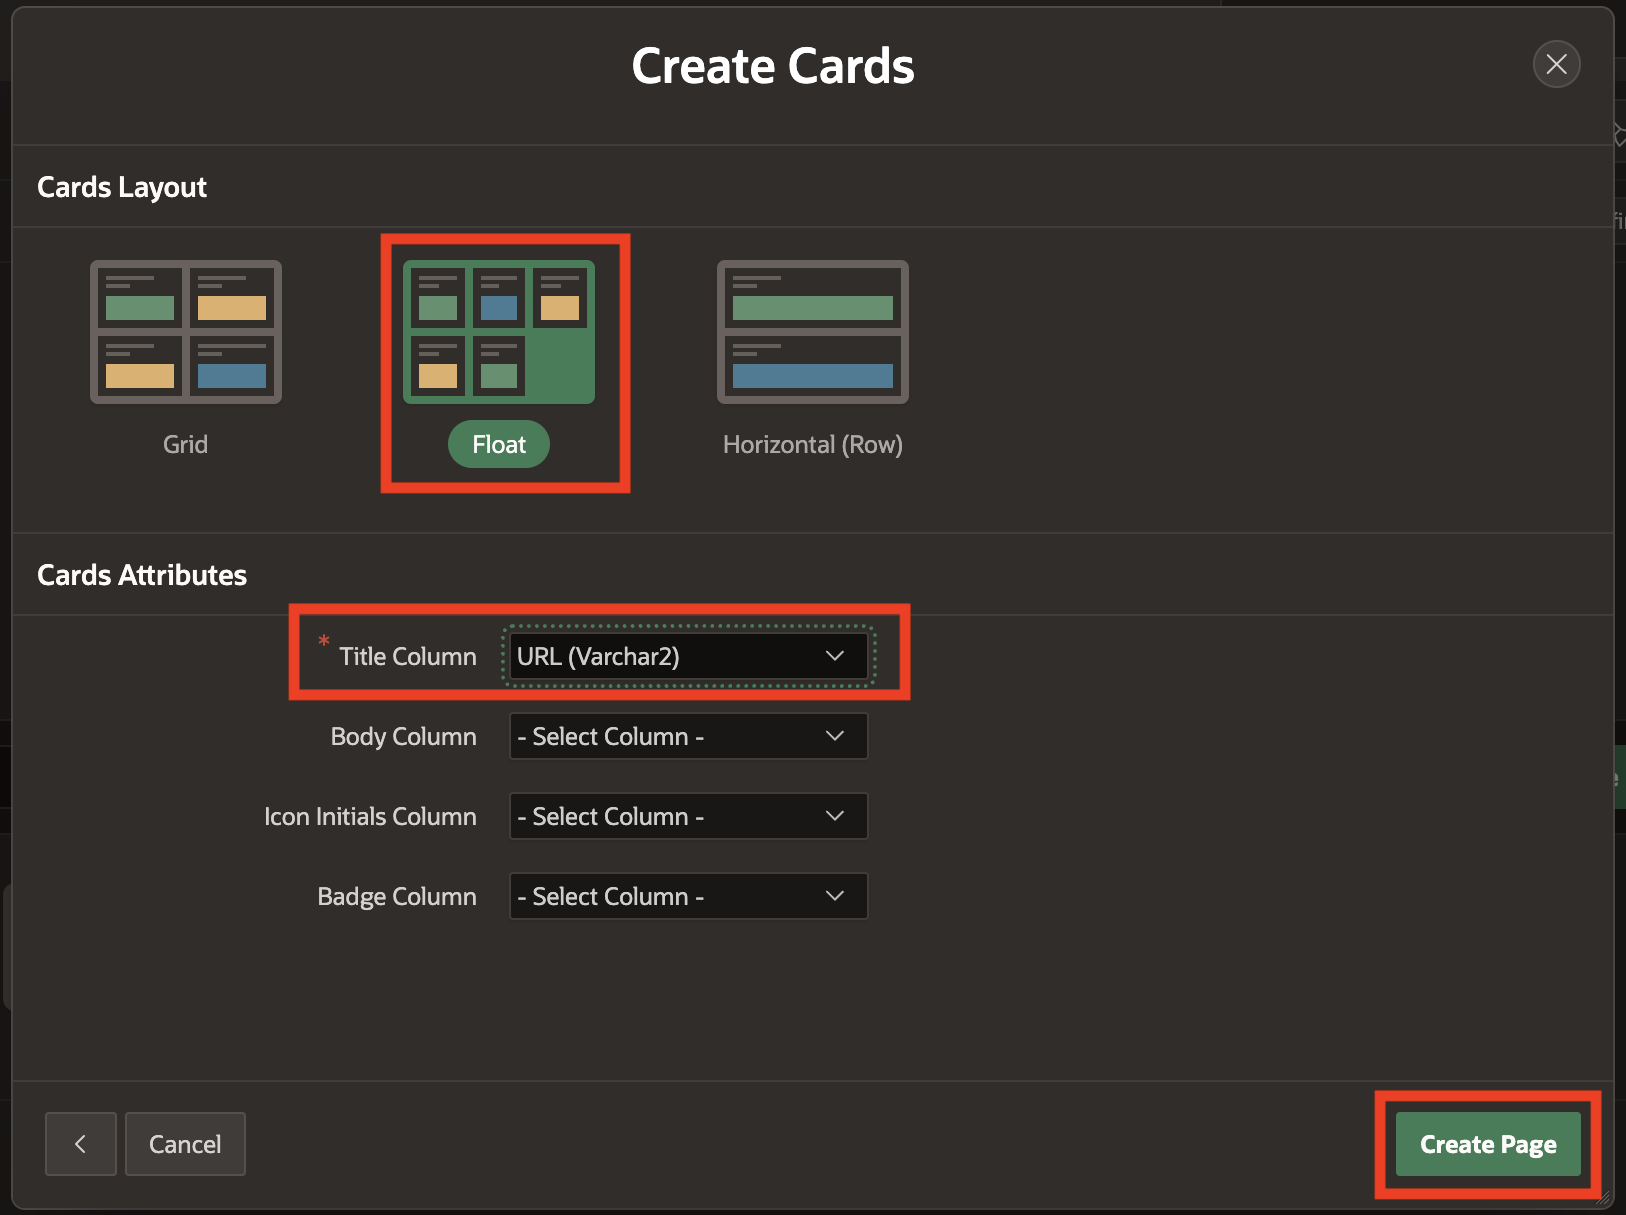 Create Cards
Cards Layout
Grid
Float
Horizontal (Row)
Cards Attributes
* Title Column URL (Varchar2)
Body Column - Select Column -
Icon Initials Column - Select Column -
Badge Column - Select Column -
Cancel
Create Page